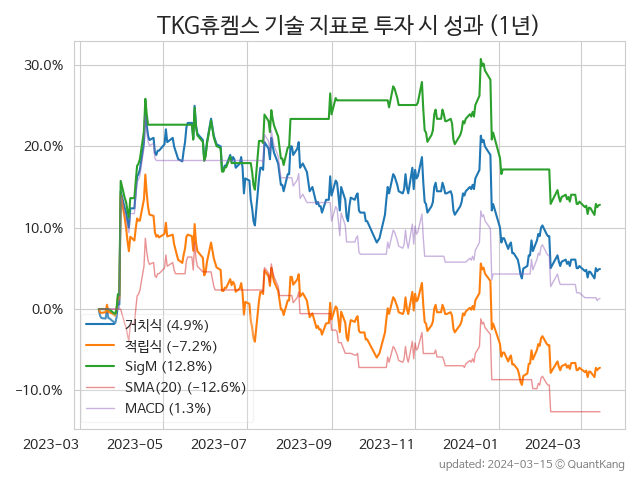 TKG휴켐스 기술 지표로 투자 시 성과 (1년)
30.0%
20.0%
10.0%
0.0%
−10.0%
거치식 (4.9%)
적립식 (−7.2%)
SigM (12.8%)
SMA(20) (−12.6%)
MACD (1.3%)
2023-03
2023-05
2023-07
2023-09
2023-11
2024-01
2024-03
updated: 2024-03-15 ⓒ QuantKang